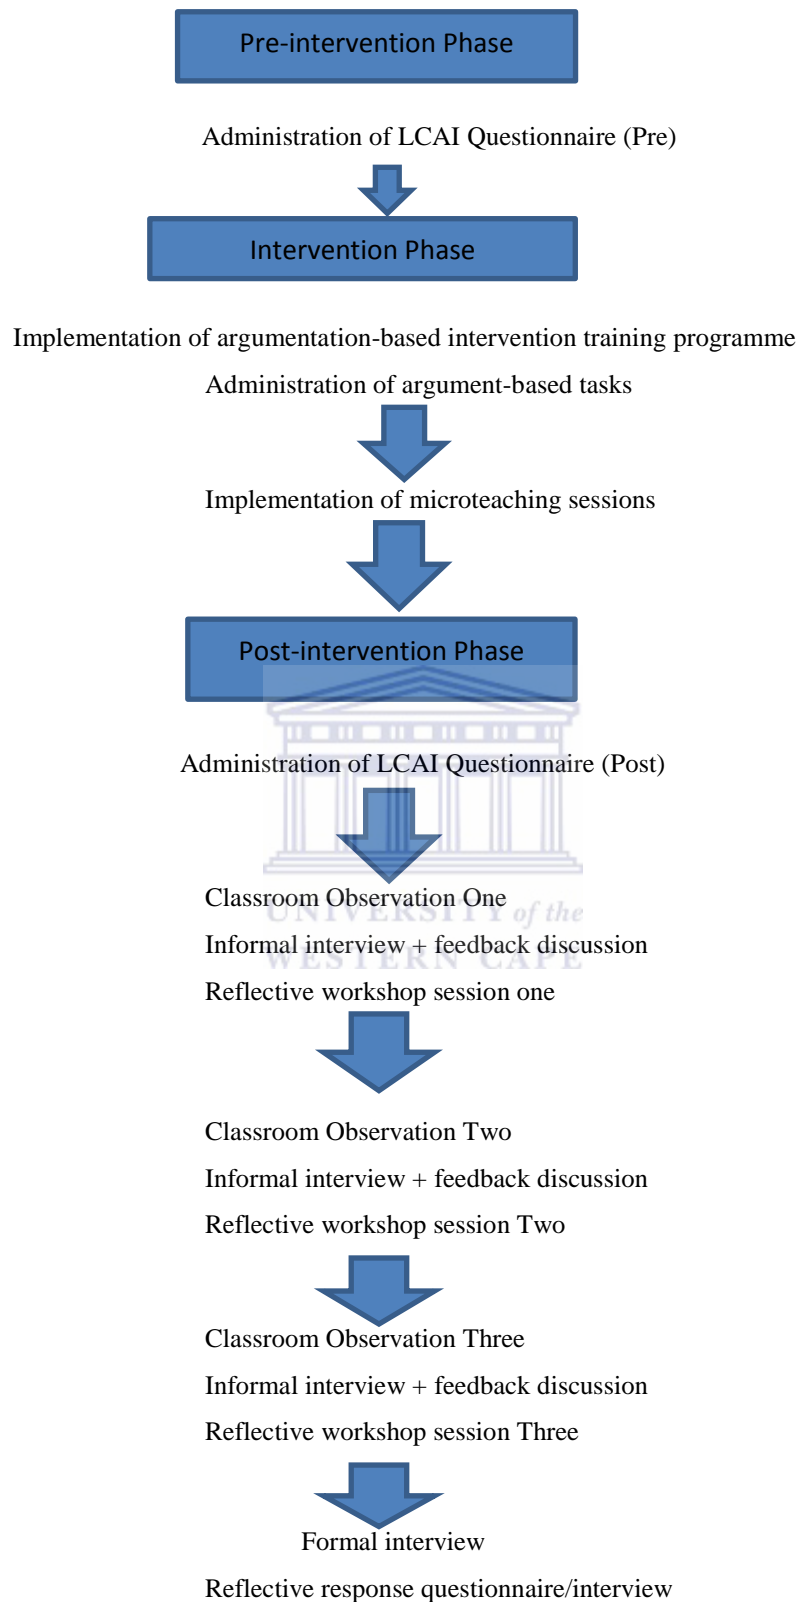 Pre-intervention Phase
Administration of LCAI Questionnaire (Pre)
Intervention Phase
Implementation of argumentation-based intervention training programme
Administration of argument-based tasks
Implementation of microteaching sessions
Post-intervention Phase
Administration of LCAI Questionnaire (Post)
Classroom Observation One
UNIVERSITY of the
Informal interview + feedback discussion
WESTERN CAPE
Reflective workshop session one
Classroom Observation Two
Informal interview + feedback discussion
Reflective workshop session Two
Classroom Observation Three
Informal interview + feedback discussion
Reflective workshop session Three
Formal interview
Reflective response questionnaire/interview